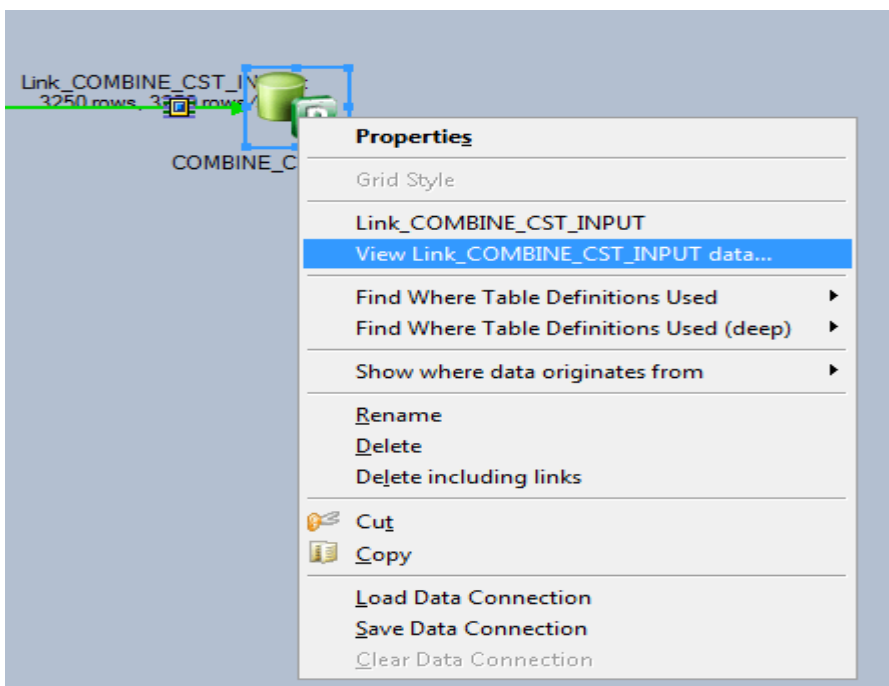 Link_COMBINE_CST_IN
3250 rows, rows/
COMBINE_C
Properties
Grid Style
Link_COMBINE_CST_INPUT
View Link_COMBINE_CST_INPUT data...
Find Where Table Definitions Used
Find Where Table Definitions Used (deep)
Show where data originates from
Rename
Delete
Delete including links
Cut
Copy
Load Data Connection
Save Data Connection
Clear Data Connection